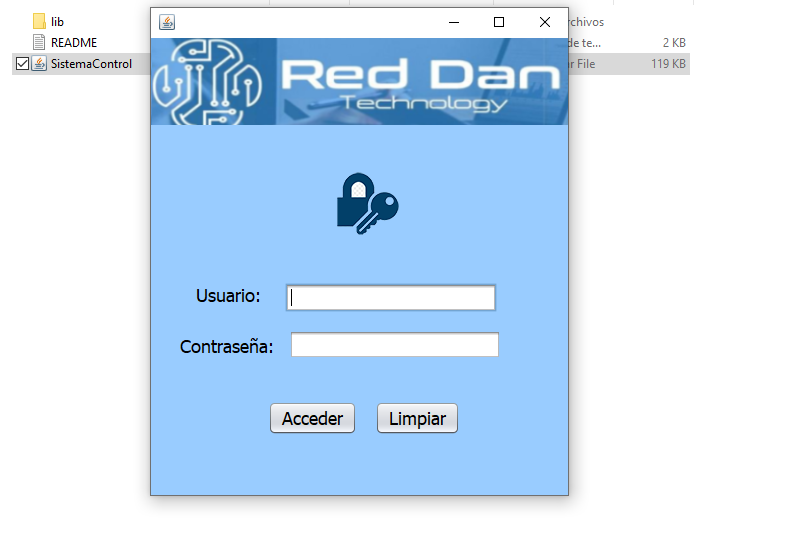 lib
rchivos
README
de te...
2 KB
SistemaControl
File
119 KB
Red Dan
Technology
Usuario:
Contraseña:
Acceder
Limpiar